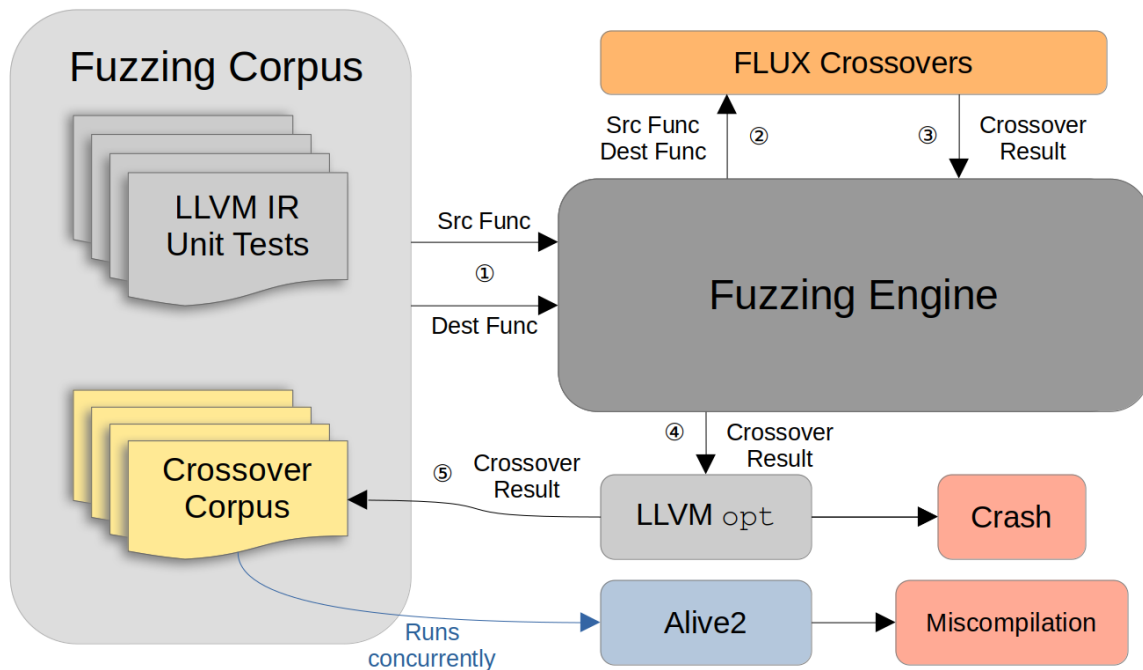 Fuzzing Corpus
LLVM IR
Unit Tests
Crossover
Corpus
Src Func
①
Dest Func
FLUX Crossovers
Src Func
Dest Func
②
③
Crossover
Result
Fuzzing Engine
④
Crossover
Result
⑤
Crossover
Result
LLVM opt
Crash
Runs
concurrently
Alive2
Miscompilation